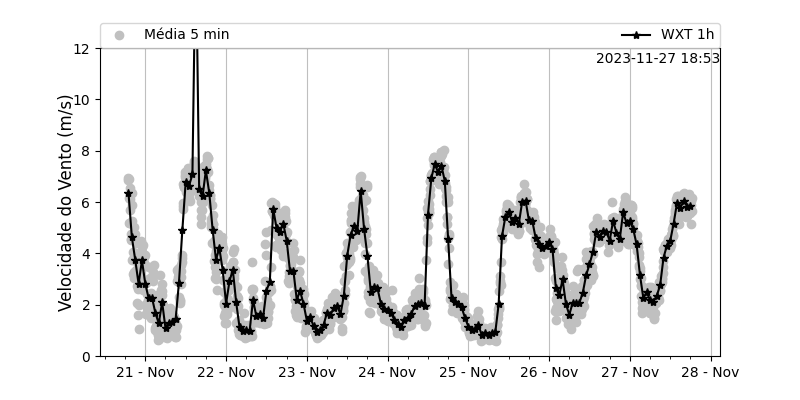 Média 5 min
WXT 1h
2023-11-27 18:53
Velocidade do Vento (m/s)
12
10
8
6
4
2
0
21 - Nov
22 - Nov
23 - Nov
24 - Nov
25 - Nov
26 - Nov
27 - Nov
28 - Nov